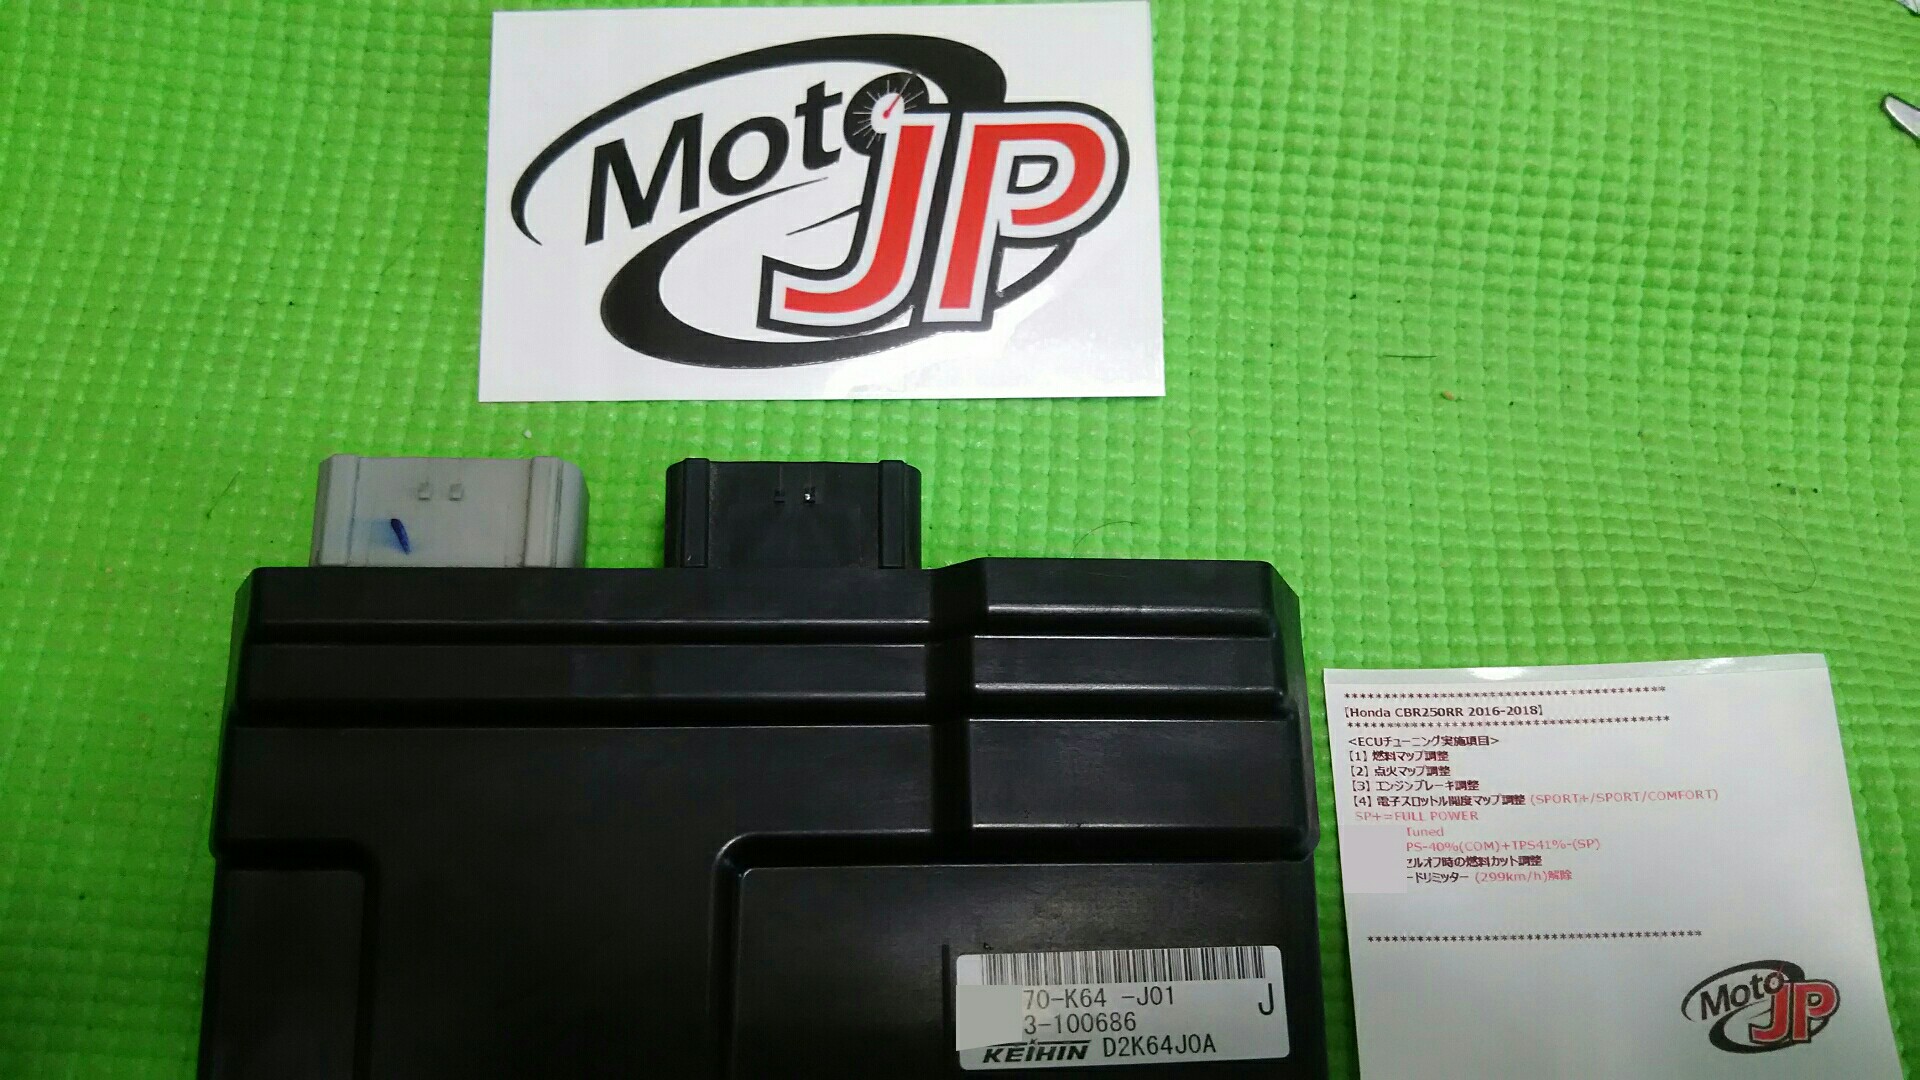 Moto JP
****************************************
【Honda CBR250RR 2016-2018】
****************************************
<ECUチューニング実施項目>
【1】燃料マップ調整
【2】点火マップ調整
【3】エンジンブレーキ調整
【4】電子スロットル開度マップ調整 (SPORT+/SPORT/COMFORT)
SP+=FULL POWER
Tuned
PS-40%(COM)+TPS41%-(SP)
セルオフ時の燃料カット調整
ードリミッター (299km/h)解除
****************************************
Moto JP
70-K64 -J01 J
3-100686
KEIHIN D2K64J0A